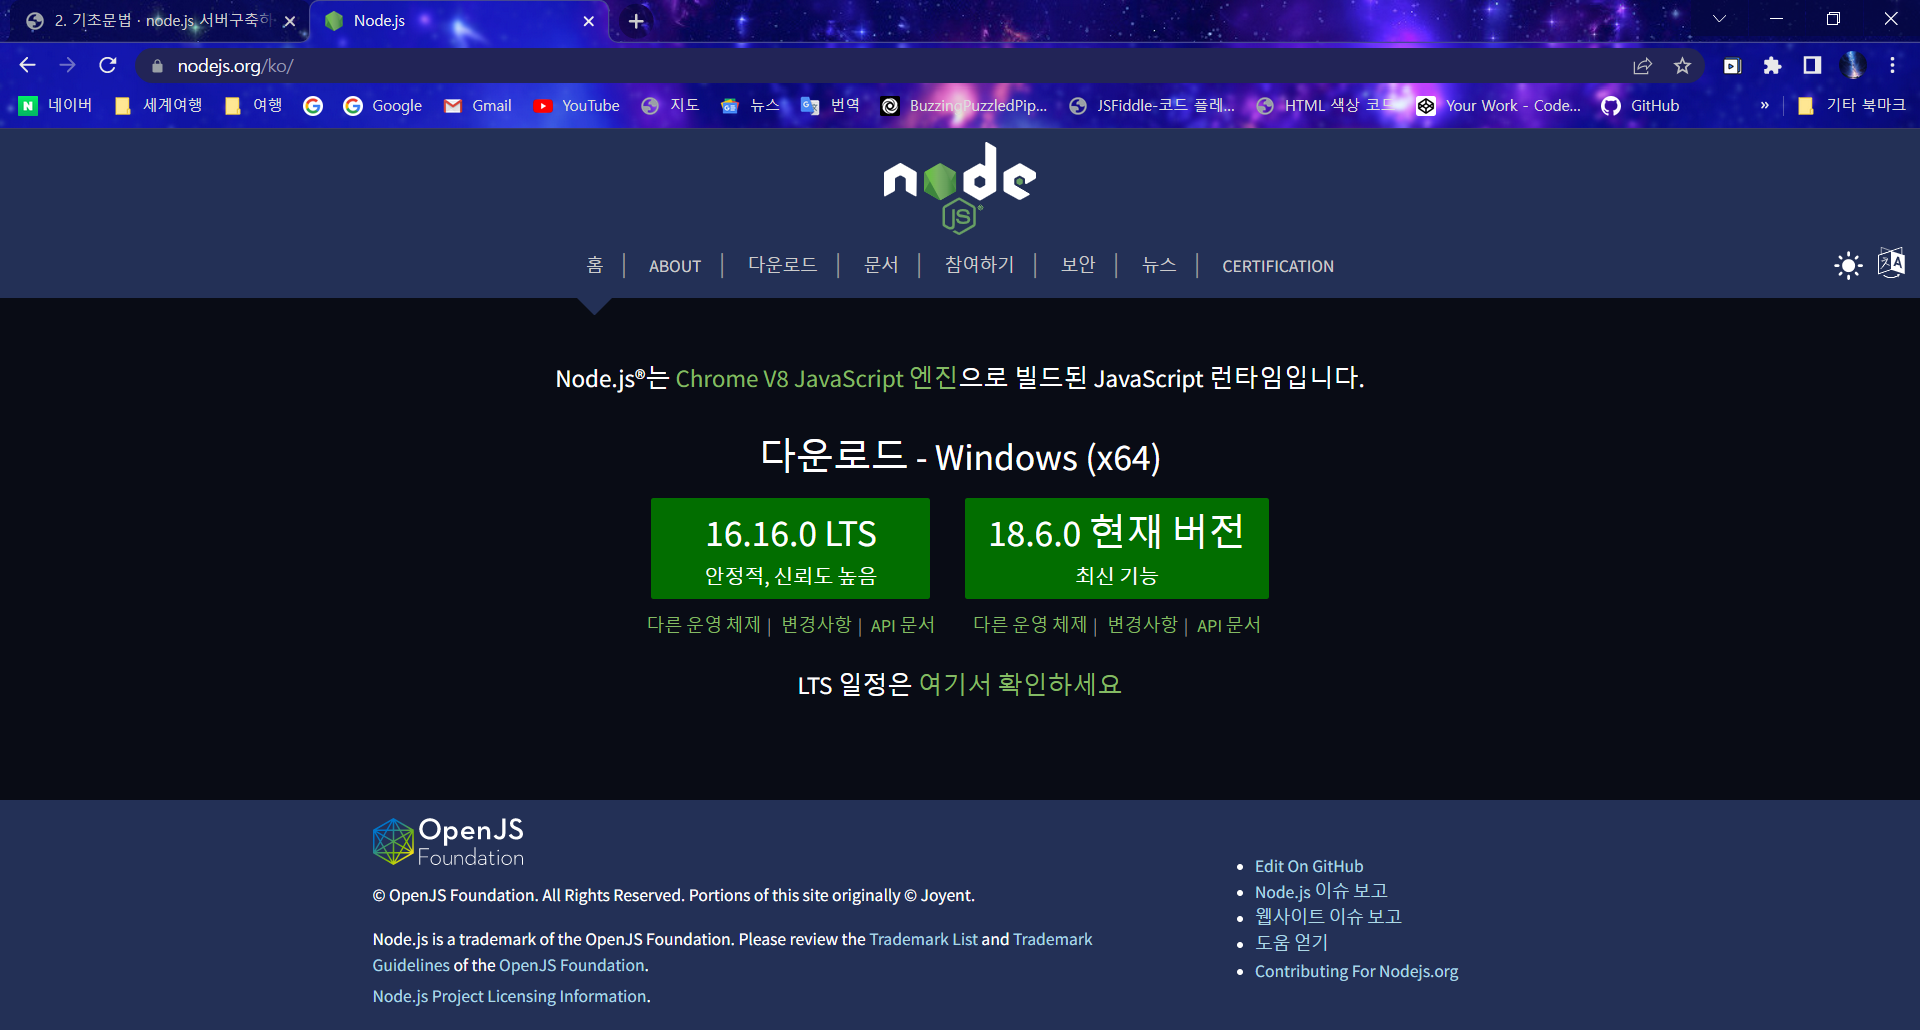 2. 기초문법 · node.js 서버구축하
Node.js
nodejs.org/ko/
네이버
세계여행
여행
Google
Gmail
YouTube
지도
뉴스
번역
BuzzingPuzzledPip...
JSFiddle-코드 플레...
HTML 색상 코드
Your Work - Code...
GitHub
»
기타 북마크
node
JS®
홈 | ABOUT | 다운로드 | 문서 | 참여하기 | 보안 | 뉴스 | CERTIFICATION
Node.js®는 Chrome V8 JavaScript 엔진으로 빌드된 JavaScript 런타임입니다.
다운로드 - Windows (x64)
16.16.0 LTS
안정적, 신뢰도 높음
18.6.0 현재 버전
최신 기능
다른 운영 체제 | 변경사항 | API 문서
다른 운영 체제 | 변경사항 | API 문서
LTS 일정은 여기서 확인하세요
OpenJS
Foundation
© OpenJS Foundation. All Rights Reserved. Portions of this site originally © Joyent.
Node.js is a trademark of the OpenJS Foundation. Please review the Trademark List and Trademark
Guidelines of the OpenJS Foundation.
Node.js Project Licensing Information.
Edit On GitHub
Node.js 이슈 보고
웹사이트 이슈 보고
도움 얻기
Contributing For Nodejs.org